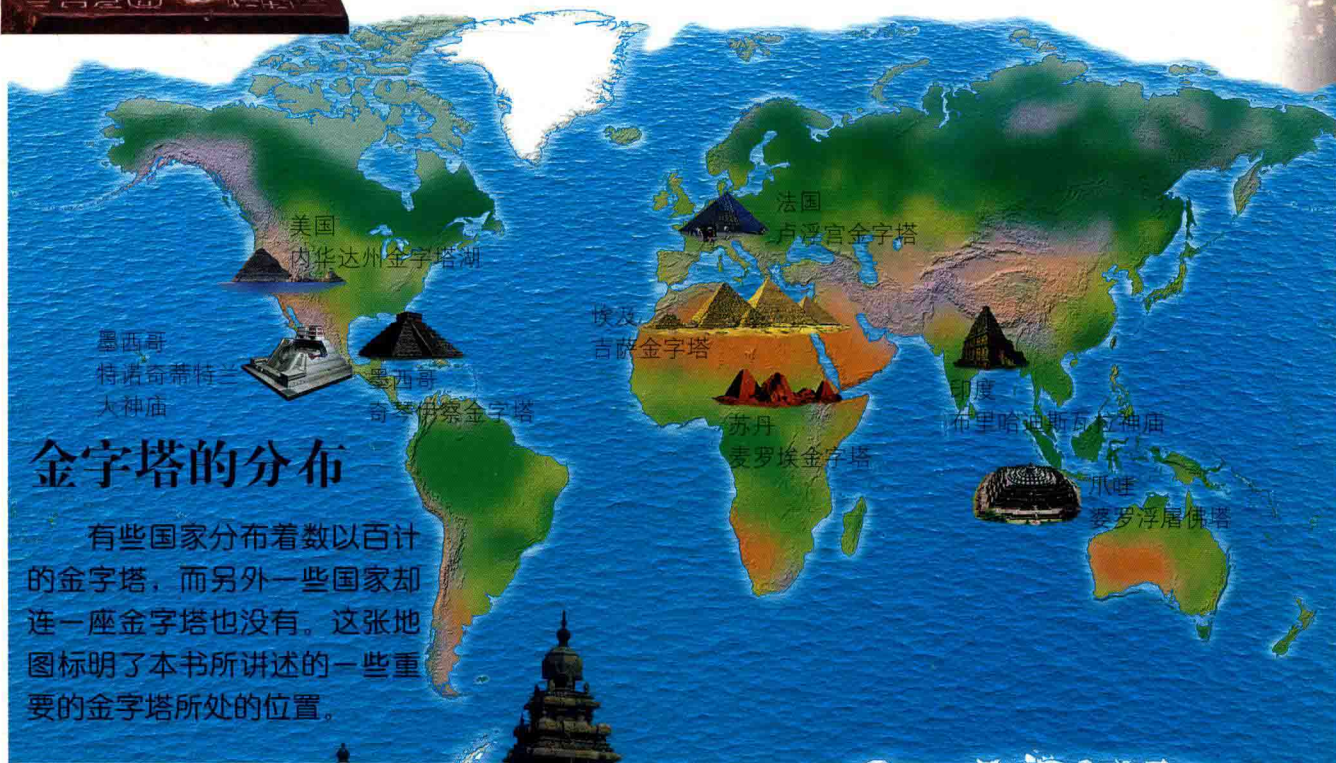 美国
内华达州金字塔湖
法国
卢浮宫金字塔
墨西哥
特诺奇蒂特兰
大神庙
墨西哥
奇琴伊察金字塔
埃及
吉萨金字塔
苏丹
麦罗埃金字塔
印度
布里哈迪斯瓦拉神庙
爪哇
婆罗浮屠佛塔
金字塔的分布
有些国家分布着数以百计
的金字塔，而另外一些国家却
连一座金字塔也没有。这张地
图标明了本书所讲述的一些重
要的金字塔所处的位置。